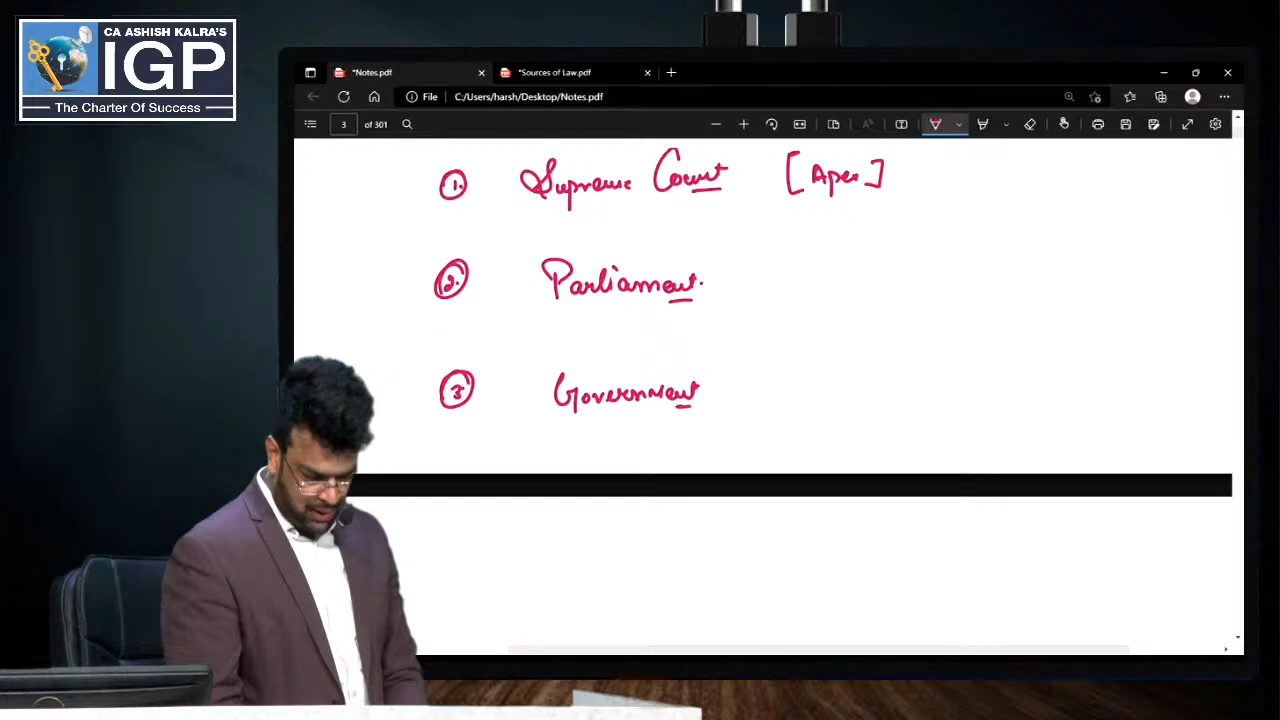 CA ASHISH KALRA'S
IGP
The Charter Of Success
*Notes.pdf
*Sources of Law.pdf
File
C:/Users/harsh/Desktop/Notes.pdf
3 of 301
1. Supreme Court [Apex]
2. Parliament.
3 Government